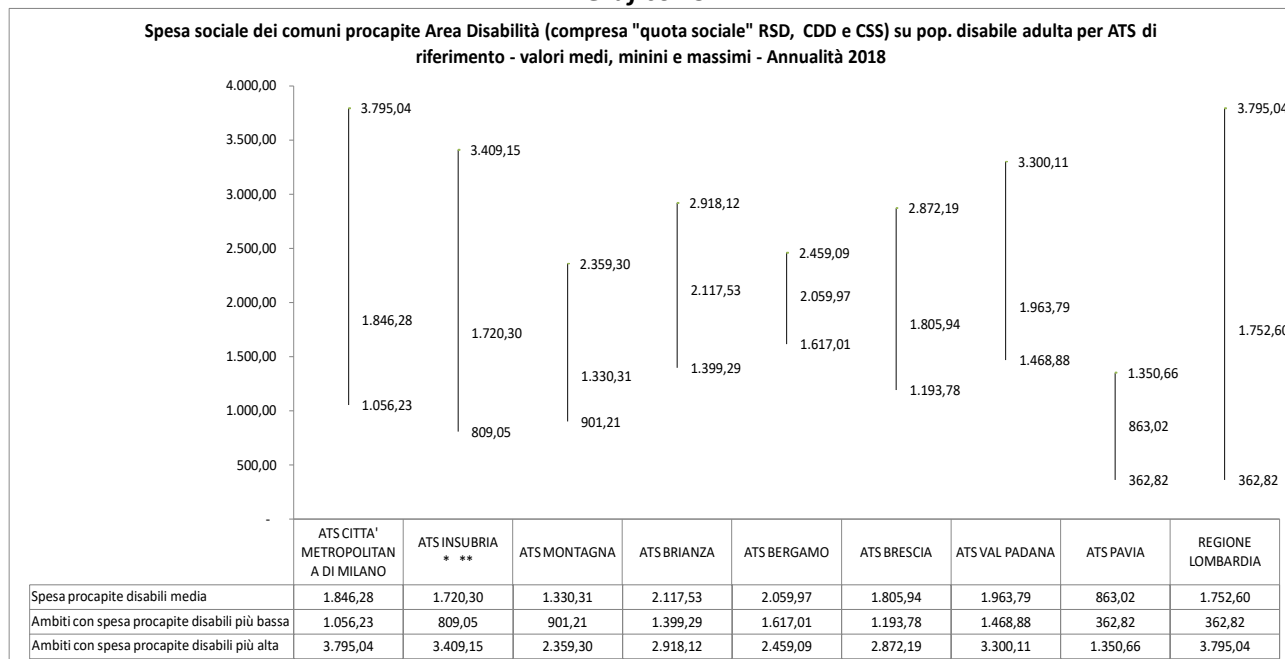 Spesa sociale dei comuni procapite Area Disabilità (compresa "quota sociale" RSD, CDD e CSS) su pop. disabile adulta per ATS di
riferimento - valori medi, minini e massimi - Annualità 2018
4.000,00
3.500,00
3.000,00
2.500,00
2.000,00
1.500,00
1.000,00
500,00
-
3.795,04
1.846,28
1.056,23
3.409,15
1.720,30
809,05
2.359,30
1.330,31
901,21
2.918,12
2.117,53
1.399,29
2.459,09
2.059,97
1.617,01
2.872,19
1.805,94
1.193,78
3.300,11
1.963,79
1.468,88
1.350,66
863,02
362,82
3.795,04
1.752,60
362,82
ATS CITTA'
METROPOLITAN
A DI MILANO
ATS INSUBRIA
* **
ATS MONTAGNA
ATS BRIANZA
ATS BERGAMO
ATS BRESCIA
ATS VAL PADANA
ATS PAVIA
REGIONE
LOMBARDIA
Spesa procapite disabili media 1.846,28 1.720,30 1.330,31 2.117,53 2.059,97 1.805,94 1.963,79 863,02 1.752,60
Ambiti con spesa procapite disabili più bassa 1.056,23 809,05 901,21 1.399,29 1.617,01 1.193,78 1.468,88 362,82 362,82
Ambiti con spesa procapite disabili più alta 3.795,04 3.409,15 2.359,30 2.918,12 2.459,09 2.872,19 3.300,11 1.350,66 3.795,04